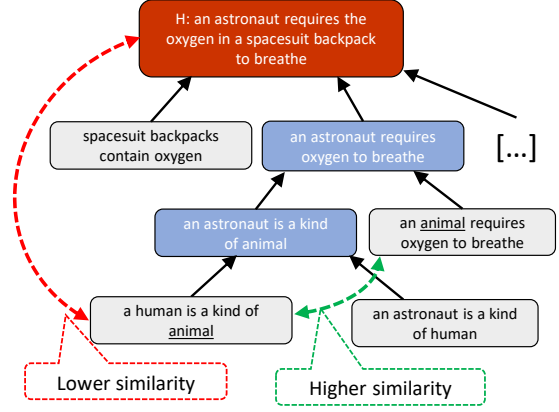 H: an astronaut requires the
oxygen in a spacesuit backpack
to breathe
spacesuit backpacks
contain oxygen
an astronaut requires
oxygen to breathe
[...]
an astronaut is a kind
of animal
an animal requires
oxygen to breathe
a human is a kind of
animal
an astronaut is a kind
of human
Lower similarity
Higher similarity